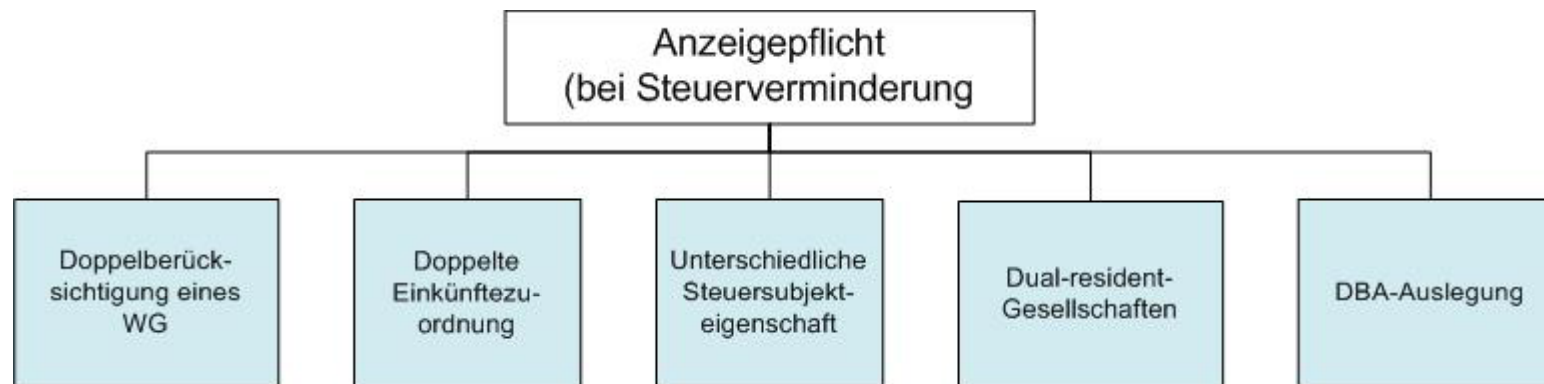 Anzeigepflicht
(bei Steuerverminderung
Doppelberück-
sichtigung eines
WG
Doppelte
Einkünftezu-
ordnung
Unterschiedliche
Steuersubjekt-
eigenschaft
Dual-resident-
Gesellschaften
DBA-Auslegung